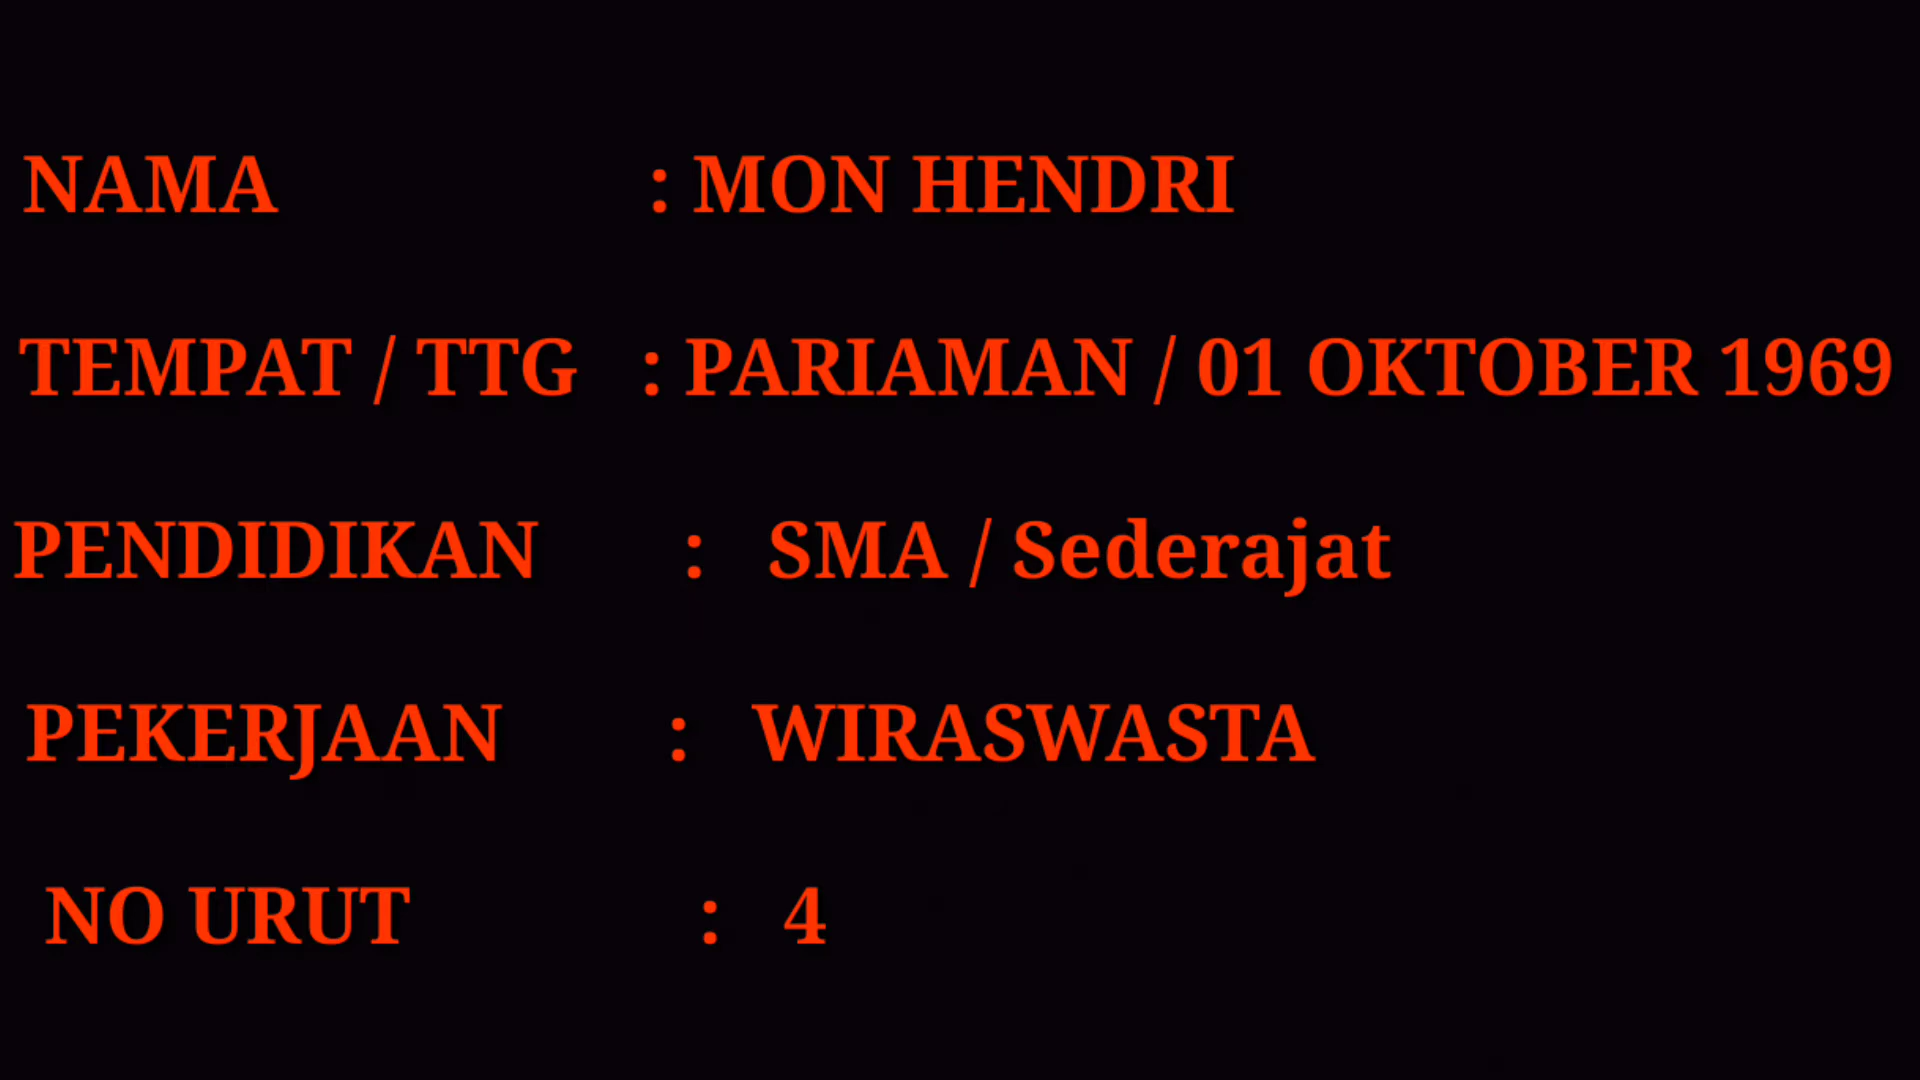 NAMA : MON HENDRI
TEMPAT / TTG : PARIAMAN / 01 OKTOBER 1969
PENDIDIKAN : SMA / Sederajat
PEKERJAAN : WIRASWASTA
NO URUT : 4